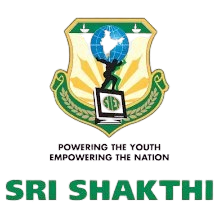 POWERING THE YOUTH
EMPOWERING THE NATION
SRI SHAKTHI